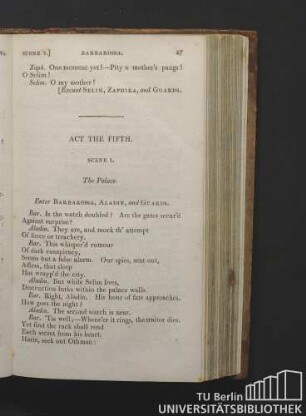 SCENE V.] BARBAROSSA. 47
Zaph. One moment yet!—Pity a mother's pangs!
O Selim!
Selim. O my mother!
[Exeunt SELIM, ZAPHIRA, and GUARDS.
ACT THE FIFTH.
SCENE I.
The Palace.
Enter BARBAROSSA, ALADIN, and GUARDS.
Bar. Is the watch doubled? Are the gates secur'd
Against surprise?
Aladin. They are, and mock th' attempt
Of force or treachery.
Bar. This whisper'd rumour
Of dark conspiracy,
Seems but a false alarm. Our spies, sent out,
Affirm, that sleep
Has wrapp'd the city.
Aladin. But while Selim lives,
Destruction lurks within the palace walls.
Bar. Right, Aladin. His hour of fate approaches.
How goes the night?
Aladin. The second watch is near.
Bar. 'Tis well;—Whene'er it rings, the traitor dies.
Yet first the rack shall rend
Each secret from his heart.
Haste, seek out Othman:
TU Berlin
UNIVERSITÄTSBIBLIOTHEK